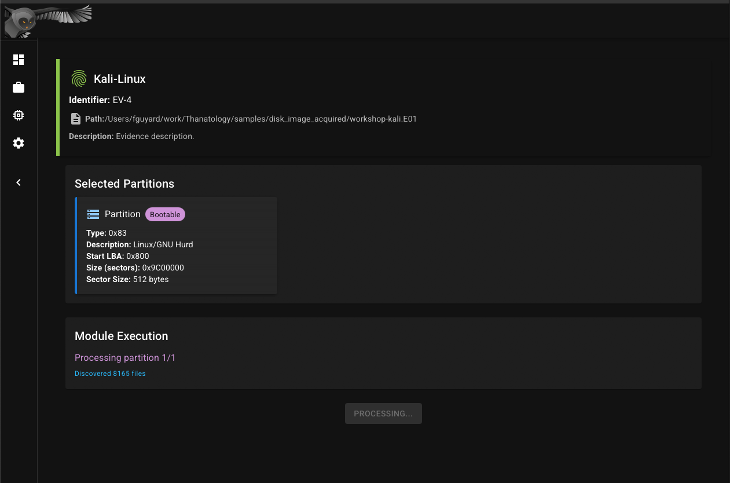 Kali-Linux
Identifier: EV-4
Path:/Users/fguyard/work/Thanatology/samples/disk_image_acquired/workshop-kali.E01
Description: Evidence description.
Selected Partitions
Partition Bootable
Type: 0x83
Description: Linux/GNU Hurd
Start LBA: 0x800
Size (sectors): 0x9C00000
Sector Size: 512 bytes
Module Execution
Processing partition 1/1
Discovered 8165 files
PROCESSING...